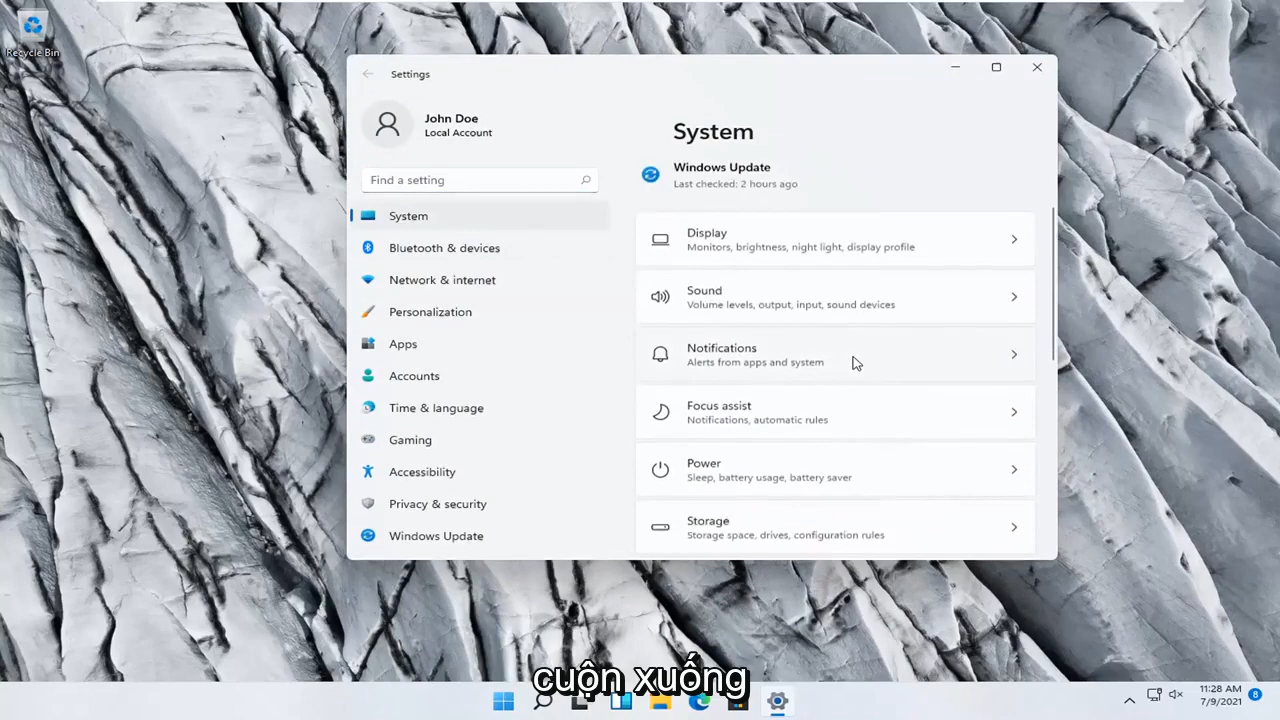 Recycle Bin
Settings
John Doe
Local Account
Find a setting
System
Bluetooth & devices
Network & internet
Personalization
Apps
Accounts
Time & language
Gaming
Accessibility
Privacy & security
Windows Update
System
Windows Update
Last checked: 2 hours ago
Display
Monitors, brightness, night light, display profile
Sound
Volume levels, output, input, sound devices
Notifications
Alerts from apps and system
Focus assist
Notifications, automatic rules
Power
Sleep, battery usage, battery saver
Storage
Storage space, drives, configuration rules
cuộn xuống
11:28 AM
7/9/2021
8